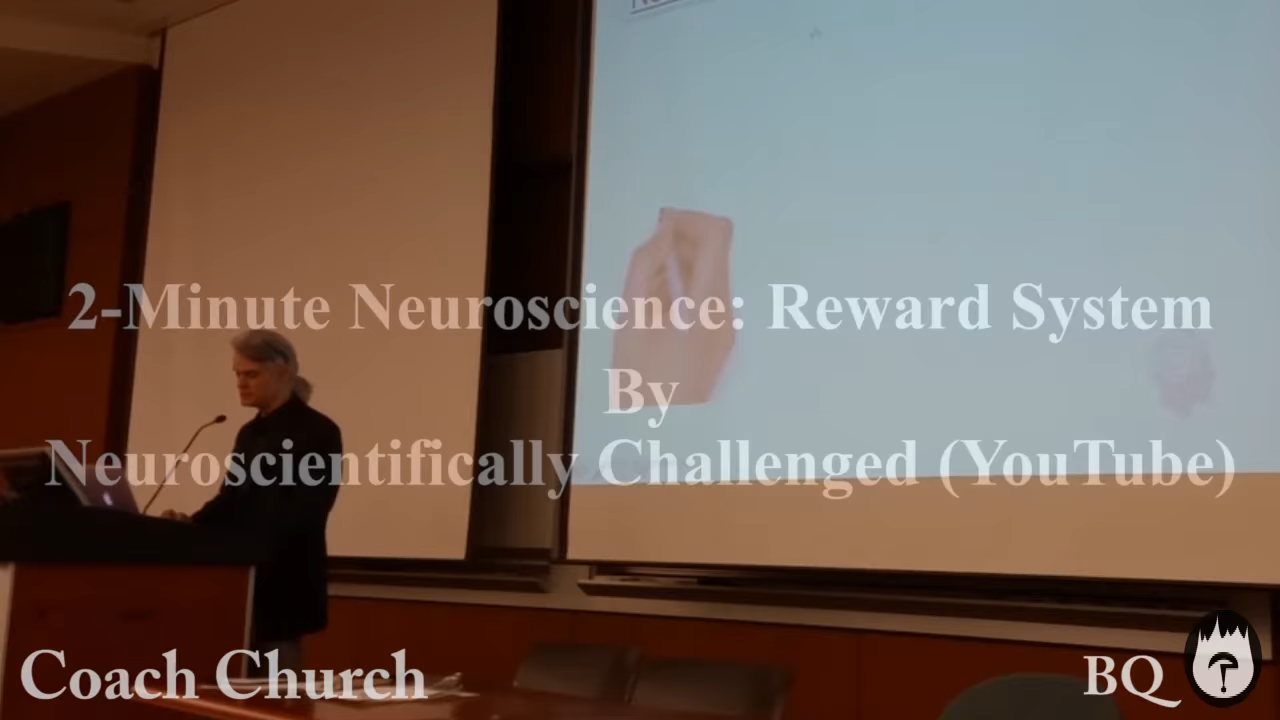 2-Minute Neuroscience: Reward System
By
Neuroscientifically Challenged (YouTube)
Coach Church
BQ
?